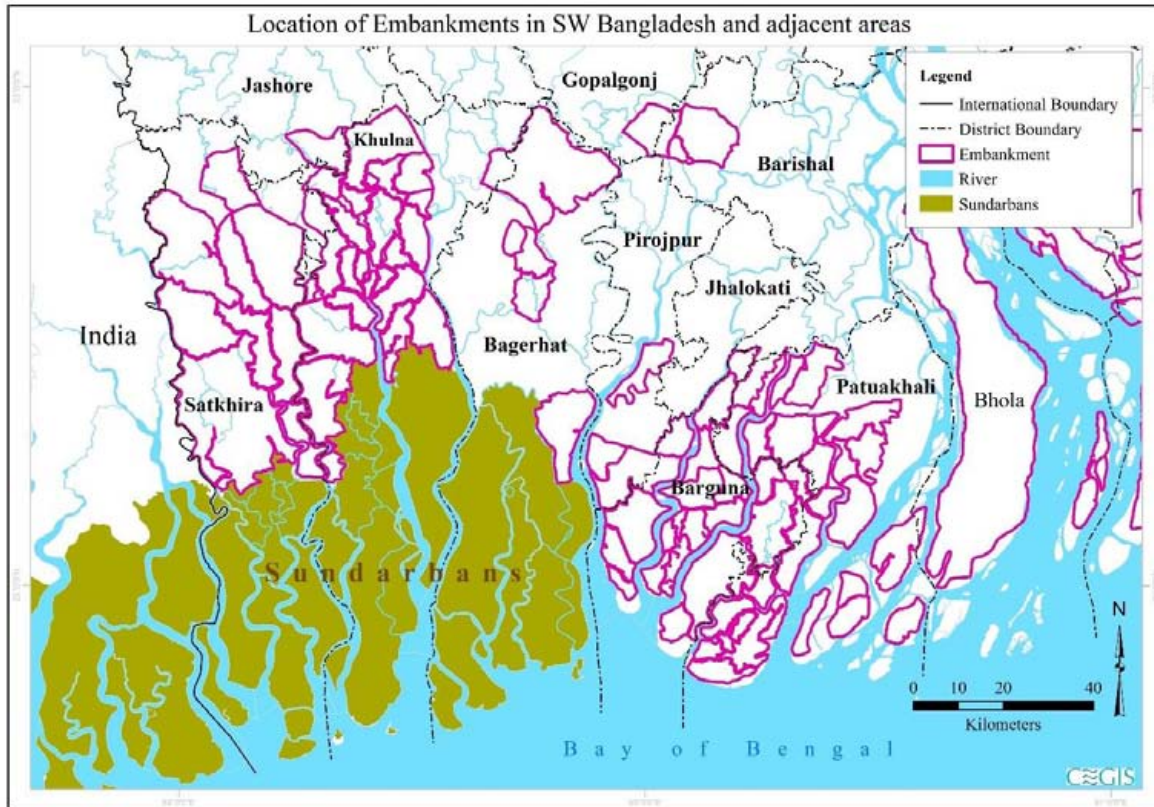 Location of Embankments in SW Bangladesh and adjacent areas
Legend
International Boundary
District Boundary
Embankment
River
Sundarbans
Jashore
Gopalgonj
Khulna
Barishal
Pirojpur
Jhalokati
India
Bagerhat
Satkhira
Patuakhali
Bhola
Barguna
Sundarbans
N
0 10 20 40
Kilometers
Bay of Bengal
CEGIS